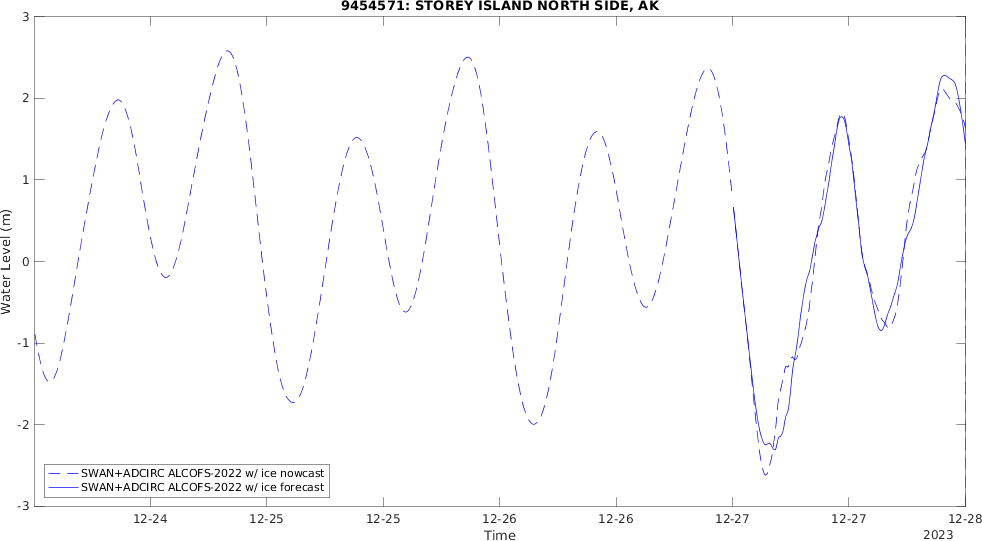 9454571: STOREY ISLAND NORTH SIDE, AK
3
2
1
0
-1
-2
-3
Water Level (m)
SWAN+ADCIRC ALCOFS-2022 w/ ice nowcast
SWAN+ADCIRC ALCOFS-2022 w/ ice forecast
12-24 12-25 12-25 12-26 12-26 12-27 12-27 12-28
Time
2023